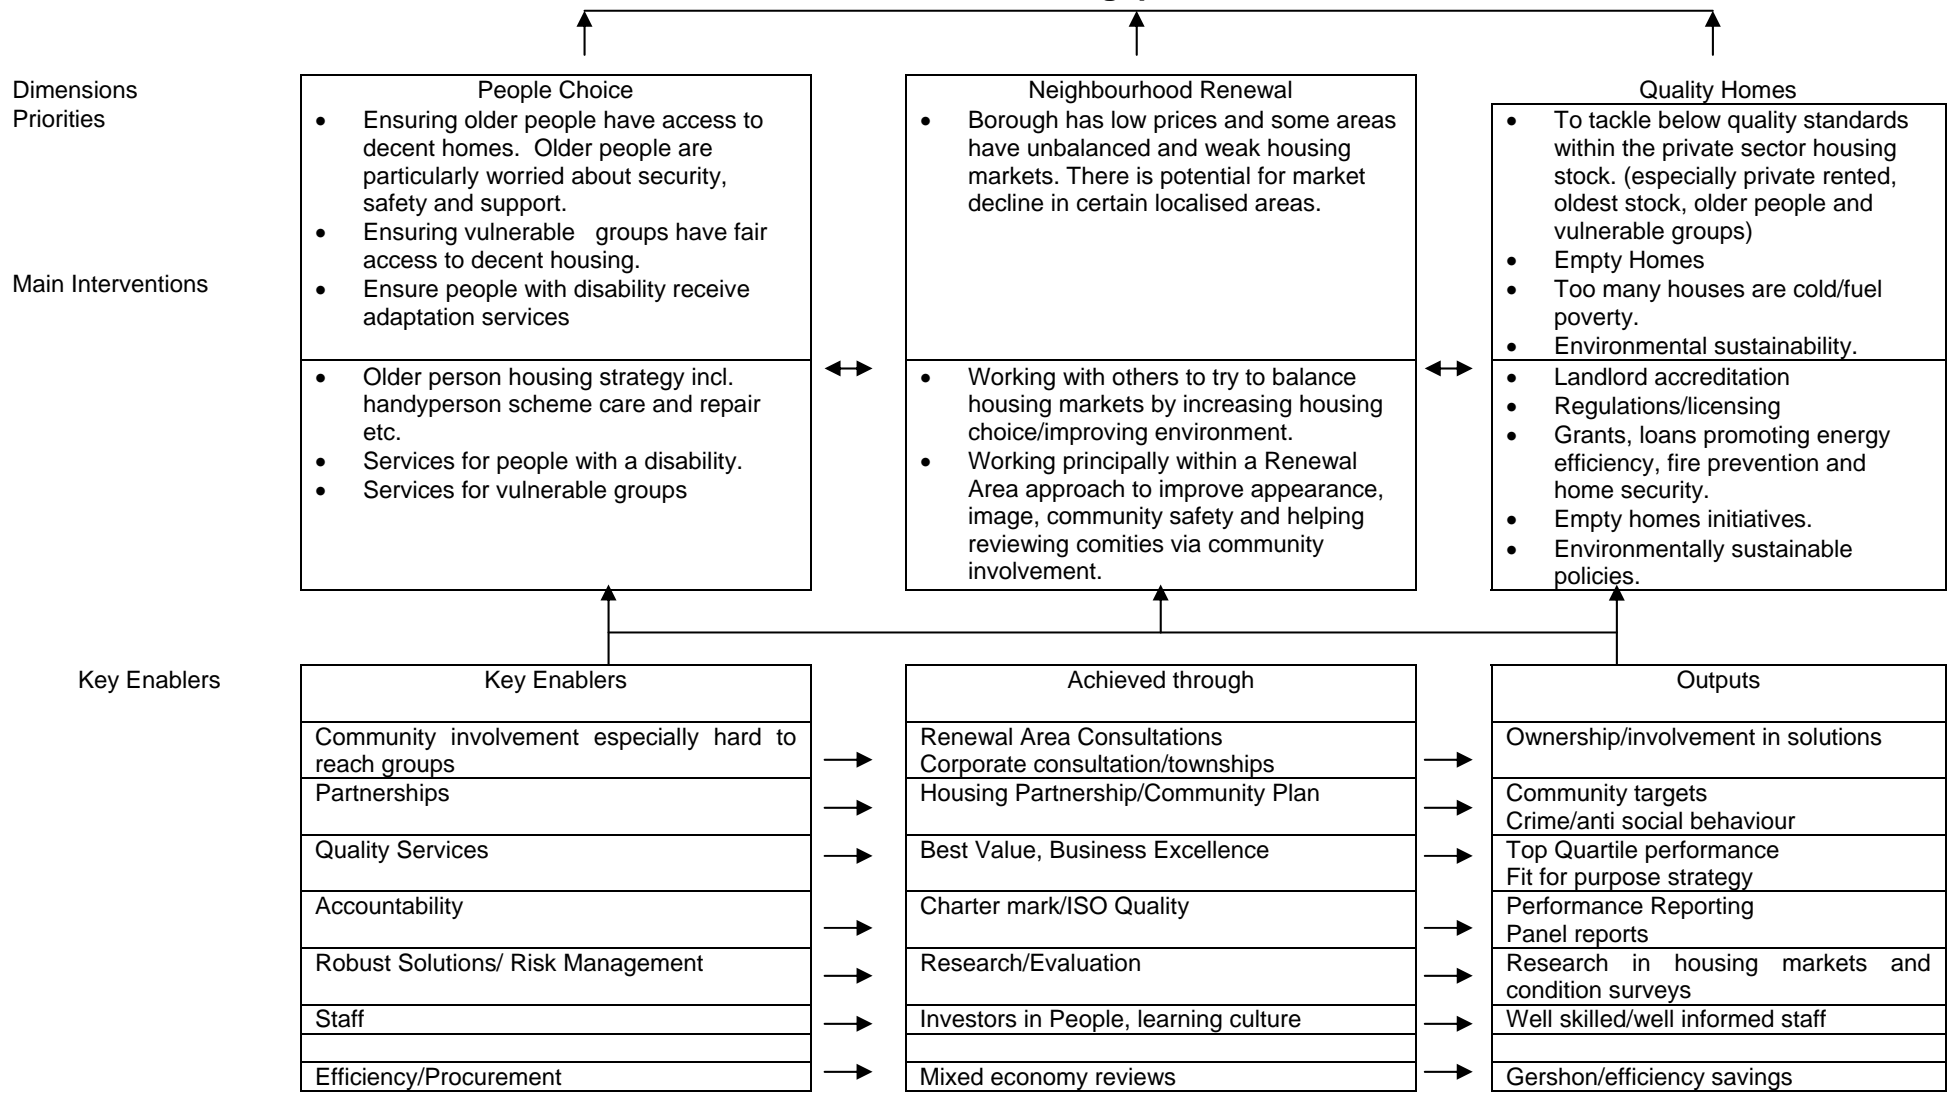 Dimensions
Priorities
Main Interventions
People Choice
• Ensuring older people have access to
decent homes. Older people are
particularly worried about security,
safety and support.
• Ensuring vulnerable groups have fair
access to decent housing.
• Ensure people with disability receive
adaptation services
Neighbourhood Renewal
• Borough has low prices and some areas
have unbalanced and weak housing
markets. There is potential for market
decline in certain localised areas.
Quality Homes
• To tackle below quality standards
within the private sector housing
stock. (especially private rented,
oldest stock, older people and
vulnerable groups)
• Empty Homes
• Too many houses are cold/fuel
poverty.
• Environmental sustainability.
• Older person housing strategy incl.
handyperson scheme care and repair
etc.
• Services for people with a disability.
• Services for vulnerable groups
• Working with others to try to balance
housing markets by increasing housing
choice/improving environment.
• Working principally within a Renewal
Area approach to improve appearance,
image, community safety and helping
reviewing comities via community
involvement.
• Landlord accreditation
• Regulations/licensing
• Grants, loans promoting energy
efficiency, fire prevention and
home security.
• Empty homes initiatives.
• Environmentally sustainable
policies.
Key Enablers
Key Enablers
Achieved through
Outputs
Community involvement especially hard to
reach groups
Renewal Area Consultations
Corporate consultation/townships
Ownership/involvement in solutions
Partnerships
Housing Partnership/Community Plan
Community targets
Crime/anti social behaviour
Quality Services
Best Value, Business Excellence
Top Quartile performance
Fit for purpose strategy
Accountability
Charter mark/ISO Quality
Performance Reporting
Panel reports
Robust Solutions/ Risk Management
Research/Evaluation
Research in housing markets and
condition surveys
Staff
Investors in People, learning culture
Well skilled/well informed staff
Efficiency/Procurement
Mixed economy reviews
Gershon/efficiency savings